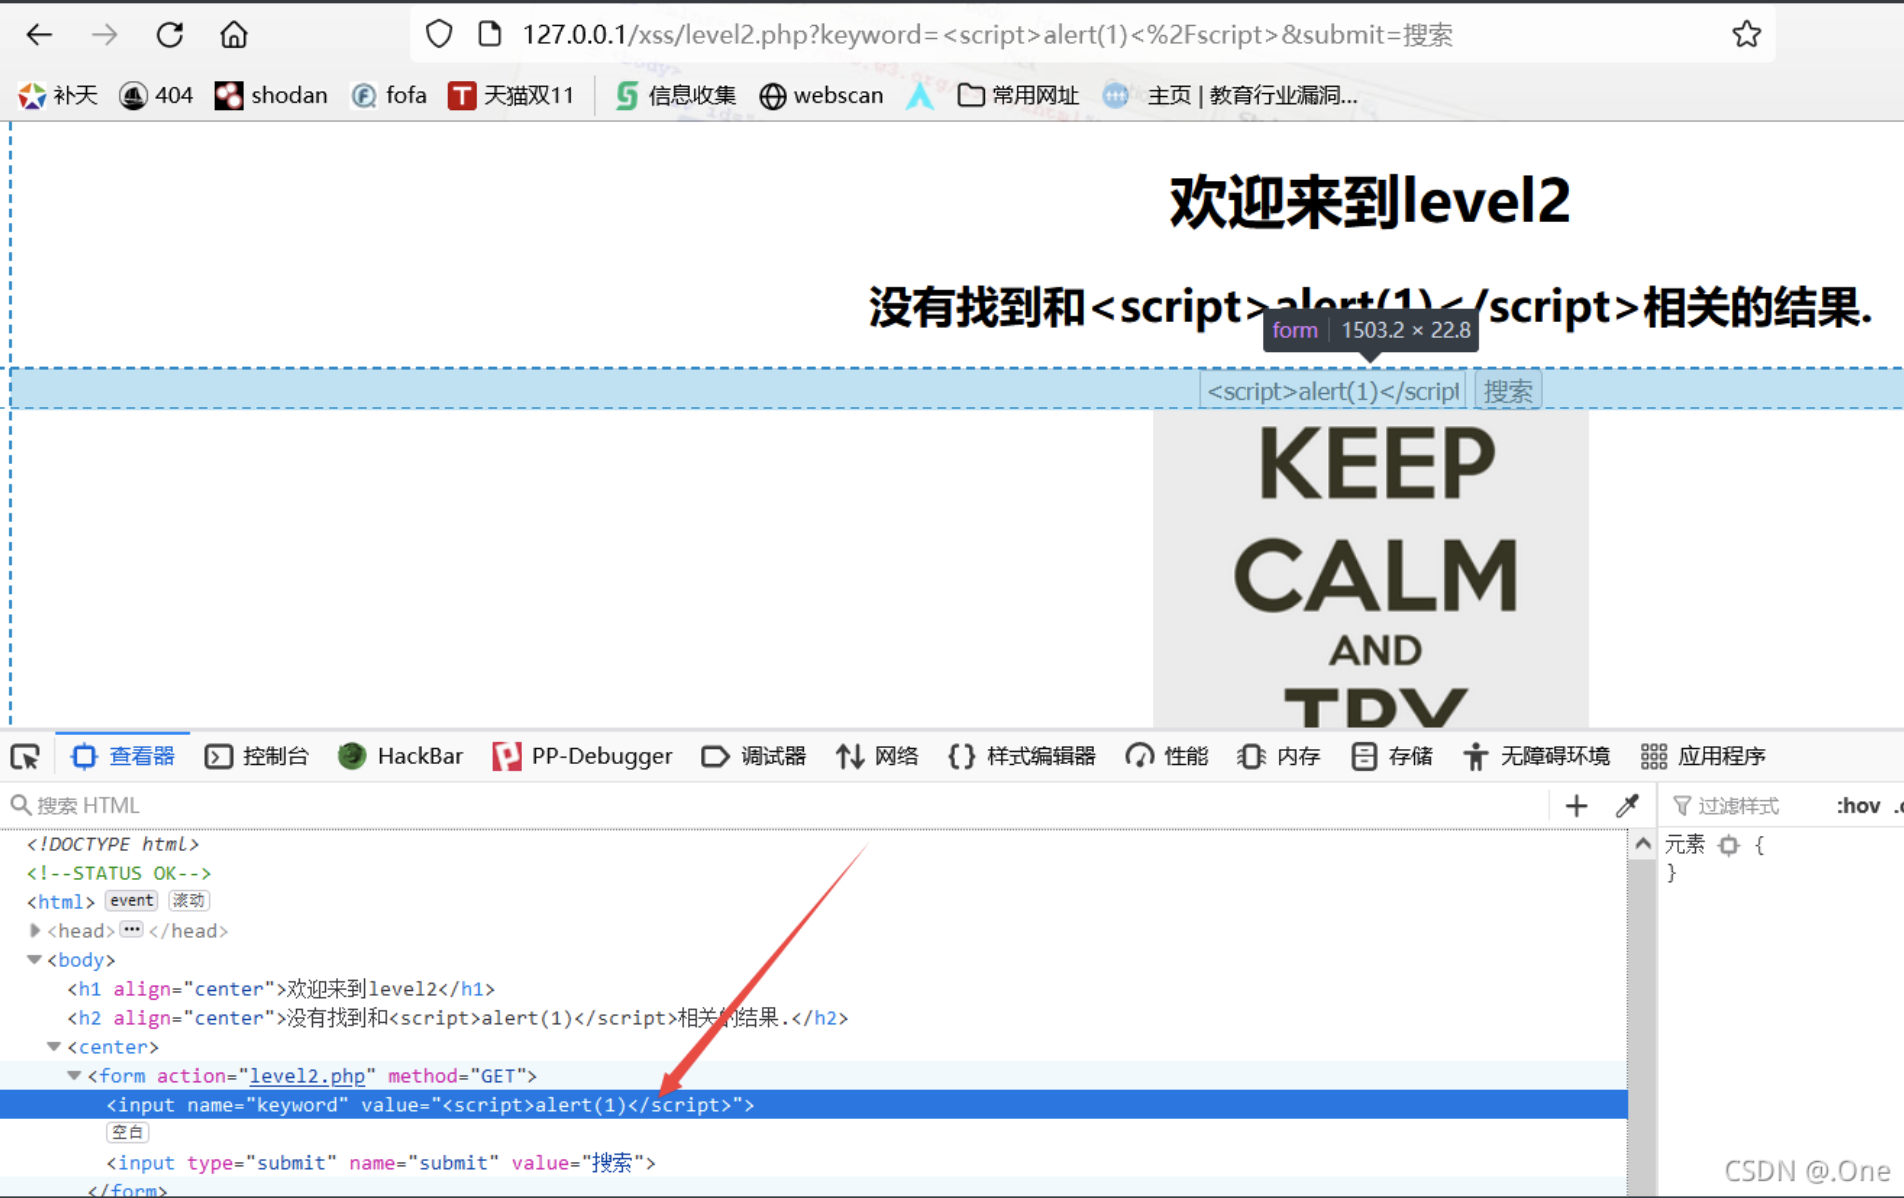 127.0.0.1/xss/level2.php?keyword=<script>alert(1)<%2Fscript>&submit=搜索
补天 404 shodan fofa 天猫双11 信息收集 webscan 常用网址 主页 | 教育行业漏洞...
欢迎来到level2
没有找到和<script>alert(1)</script>相关的结果.
form 1503.2 × 22.8
<script>alert(1)</script 搜索
KEEP
CALM
AND
TRY
查看器 控制台 HackBar PP-Debugger 调试器 网络 样式编辑器 性能 内存 存储 无障碍环境 应用程序
搜索 HTML 过滤样式 :hov
<!DOCTYPE html> 元素 {
<!--STATUS OK--> }
<html> event 滚动
<head> ••• </head>
<body>
<h1 align="center">欢迎来到level2</h1>
<h2 align="center">没有找到和<script>alert(1)</script>相关的结果.</h2>
<center>
<form action="level2.php" method="GET">
<input name="keyword" value="<script>alert(1)</script>">
空白
<input type="submit" name="submit" value="搜索">
</form>
CSDN @.One